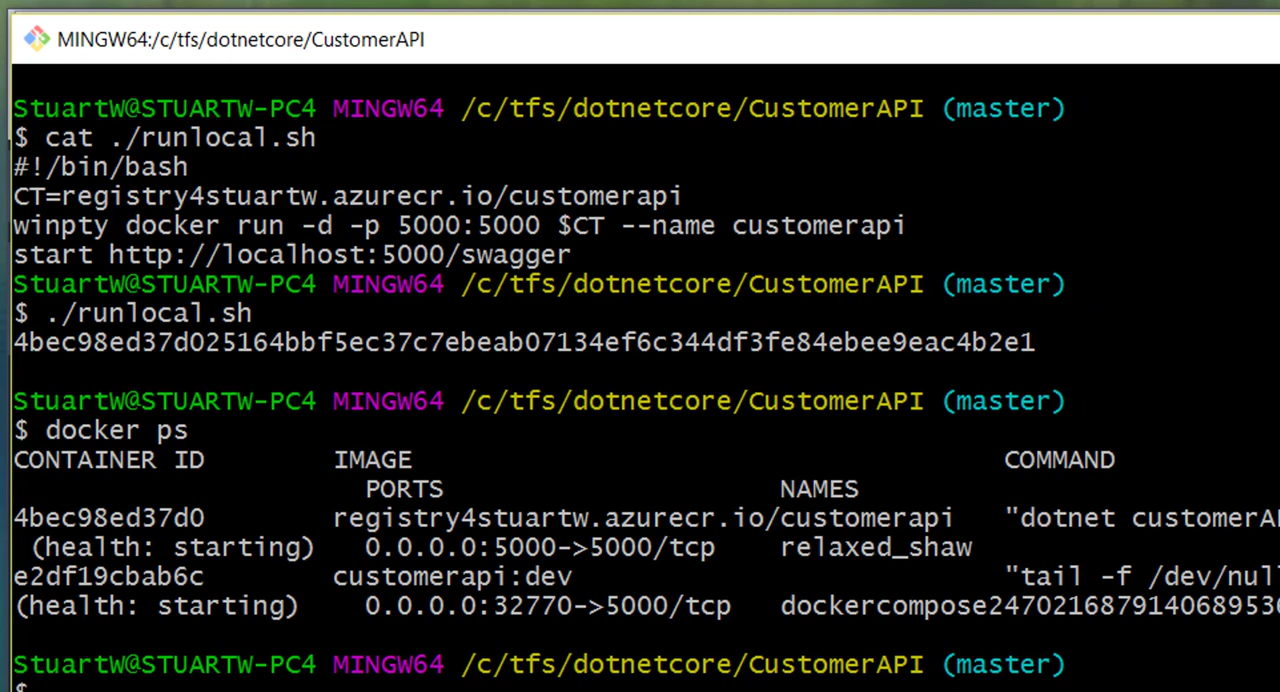 MINGW64:/c/tfs/dotnetcore/CustomerAPI
StuartW@STUARTW-PC4 MINGW64 /c/tfs/dotnetcore/CustomerAPI (master)
$ cat ./runlocal.sh
#!/bin/bash
CT=registry4stuartw.azurecr.io/customerapi
winpty docker run -d -p 5000:5000 $CT --name customerapi
start http://localhost:5000/swagger
StuartW@STUARTW-PC4 MINGW64 /c/tfs/dotnetcore/CustomerAPI (master)
$ ./runlocal.sh
4bec98ed37d025164bbf5ec37c7ebeab07134ef6c344df3fe84ebee9eac4b2e1
StuartW@STUARTW-PC4 MINGW64 /c/tfs/dotnetcore/CustomerAPI (master)
$ docker ps
CONTAINER ID IMAGE COMMAND
PORTS NAMES
4bec98ed37d0 registry4stuartw.azurecr.io/customerapi "dotnet customerAP
(health: starting) 0.0.0.0:5000->5000/tcp relaxed_shaw
e2df19cbab6c customerapi:dev "tail -f /dev/null
(health: starting) 0.0.0.0:32770->5000/tcp dockercompose2470216879140689536
StuartW@STUARTW-PC4 MINGW64 /c/tfs/dotnetcore/CustomerAPI (master)
$